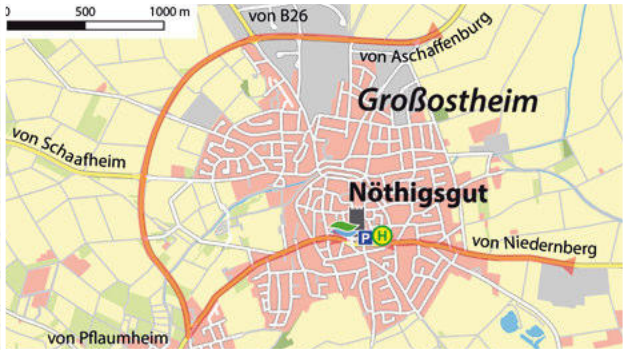 0 500 1000 m
von B26
von Aschaffenburg
Großostheim
von Schaafheim
Nöthigsgut
P H
von Niedernberg
von Pflaumheim